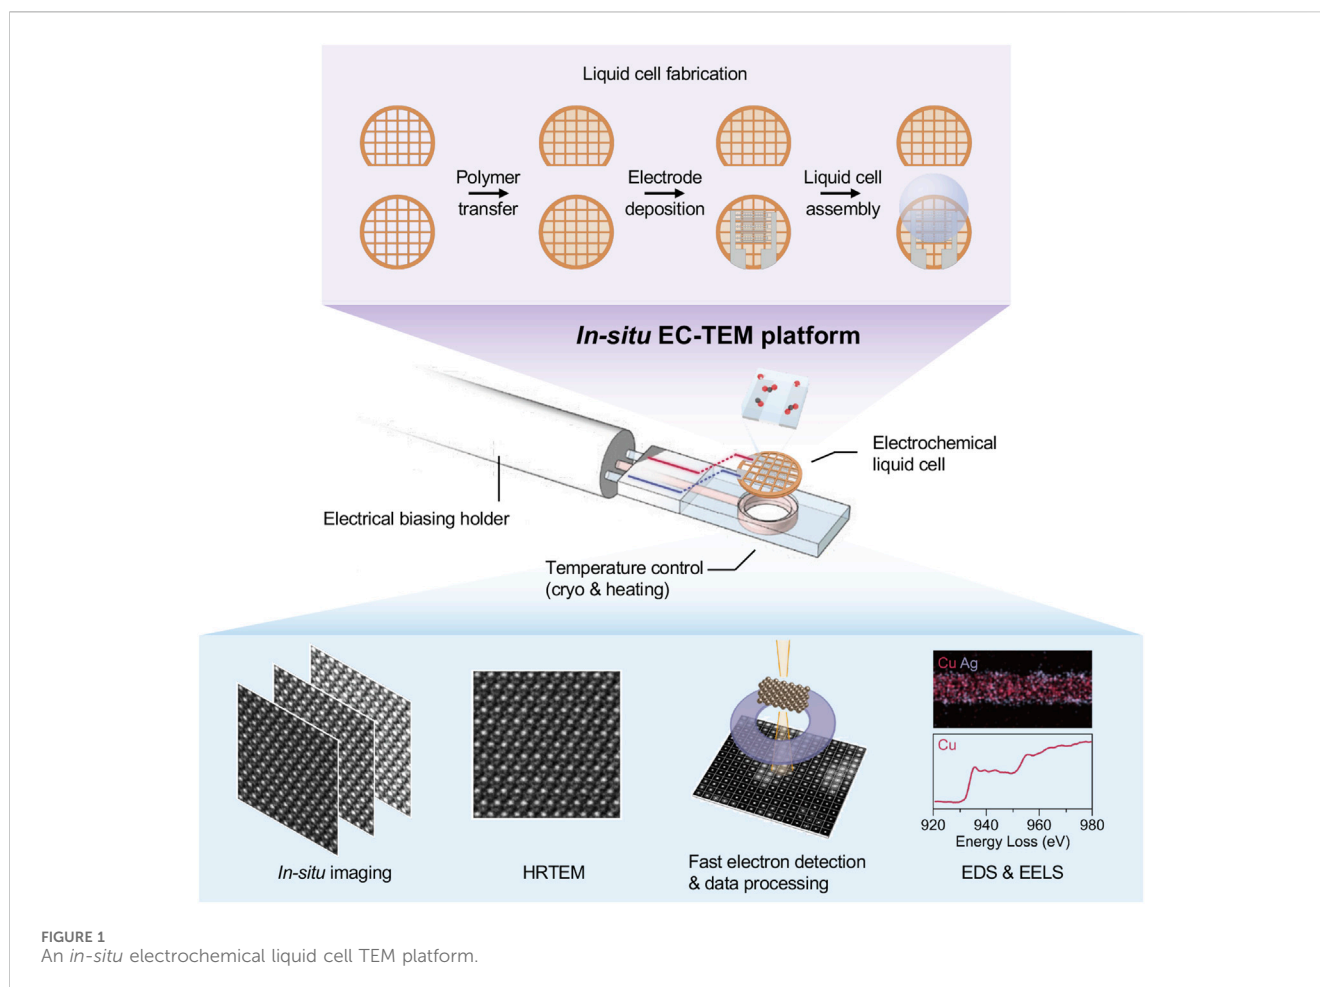 Liquid cell fabrication
Polymer
transfer
Electrode
deposition
Liquid cell
assembly
In-situ EC-TEM platform
Electrochemical
liquid cell
Electrical biasing holder
Temperature control
(cryo & heating)
Cu Ag
Cu
920 940 960 980
Energy Loss (eV)
In-situ imaging
HRTEM
Fast electron detection
& data processing
EDS & EELS
FIGURE 1
An in-situ electrochemical liquid cell TEM platform.